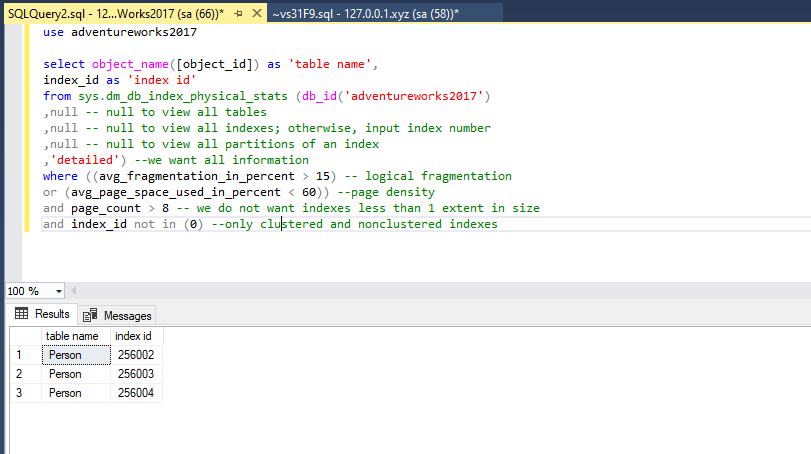 SQLQuery2.sql - 12...Works2017 (sa (66))*
~vs31F9.sql - 127.0.0.1.xyz (sa (58))*
use adventureworks2017
select object_name([object_id]) as 'table name',
index_id as 'index id'
from sys.dm_db_index_physical_stats (db_id('adventureworks2017')
,null -- null to view all tables
,null -- null to view all indexes; otherwise, input index number
,null -- null to view all partitions of an index
,'detailed') --we want all information
where ((avg_fragmentation_in_percent > 15) -- logical fragmentation
or (avg_page_space_used_in_percent < 60)) --page density
and page_count > 8 -- we do not want indexes less than 1 extent in size
and index_id not in (0) --only clustered and nonclustered indexes
100 %
Results Messages
table name index id
1 Person 256002
2 Person 256003
3 Person 256004